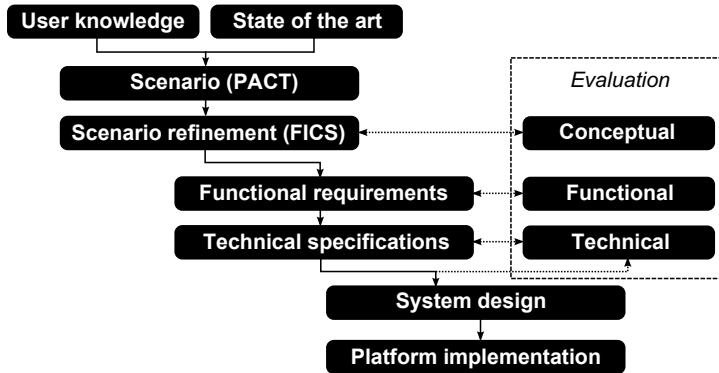 User knowledge
State of the art
Scenario (PACT)
Evaluation
Scenario refinement (FICS)
Conceptual
Functional requirements
Functional
Technical specifications
Technical
System design
Platform implementation